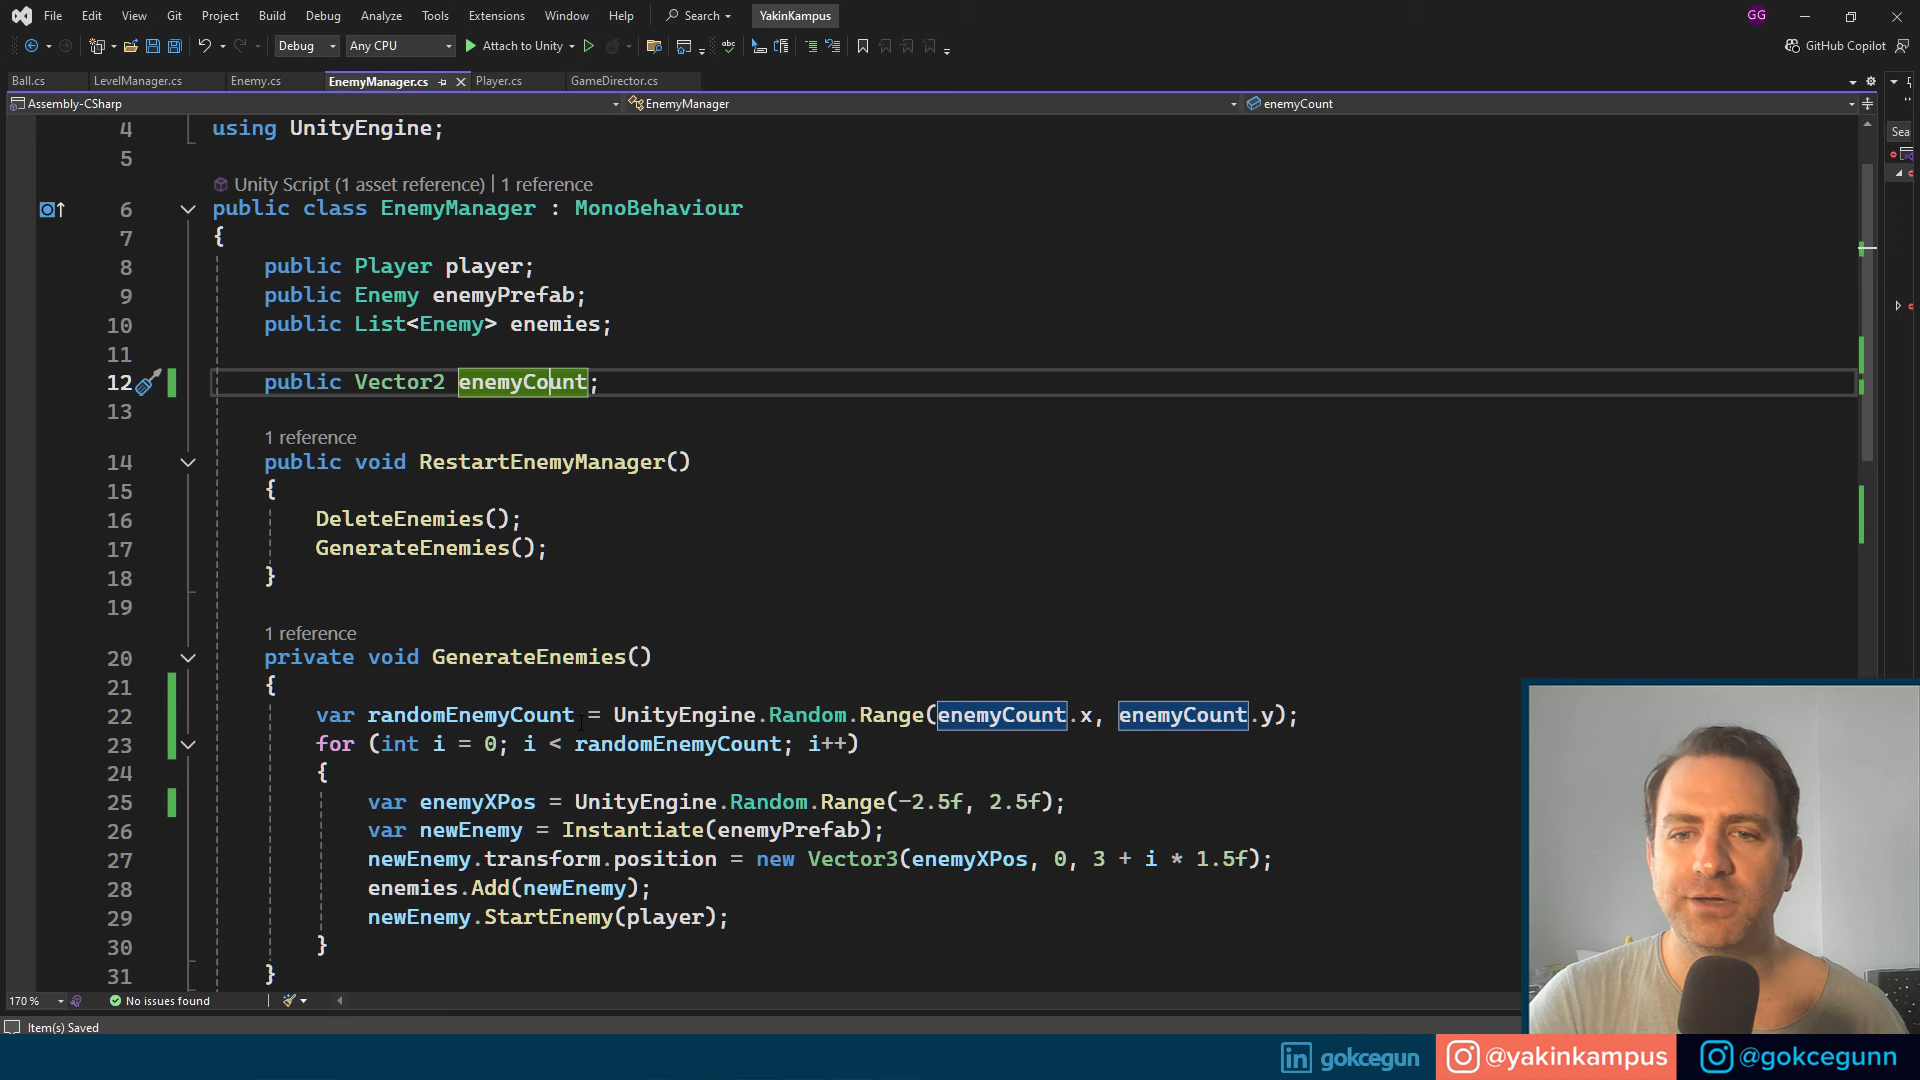 File Edit View Git Project Build Debug Analyze Tools Extensions Window Help Search YakinKampus GG
Debug Any CPU Attach to Unity GitHub Copilot
Ball.cs LevelManager.cs Enemy.cs EnemyManager.cs Player.cs GameDirector.cs
Assembly-CSharp EnemyManager enemyCount
Sea
4 using UnityEngine;
5
Unity Script (1 asset reference) | 1 reference
6 public class EnemyManager : MonoBehaviour
7 {
8 public Player player;
9 public Enemy enemyPrefab;
10 public List<Enemy> enemies;
11
12 public Vector2 enemyCount;
13
1 reference
14 public void RestartEnemyManager()
15 {
16 DeleteEnemies();
17 GenerateEnemies();
18 }
19
1 reference
20 private void GenerateEnemies()
21 {
22 var randomEnemyCount = UnityEngine.Random.Range(enemyCount.x, enemyCount.y);
23 for (int i = 0; i < randomEnemyCount; i++)
24 {
25 var enemyXPos = UnityEngine.Random.Range(-2.5f, 2.5f);
26 var newEnemy = Instantiate(enemyPrefab);
27 newEnemy.transform.position = new Vector3(enemyXPos, 0, 3 + i * 1.5f);
28 enemies.Add(newEnemy);
29 newEnemy.StartEnemy(player);
30 }
31 }
170 % No issues found
Item(s) Saved
in gokcegun @yakinkampus @gokcegunn